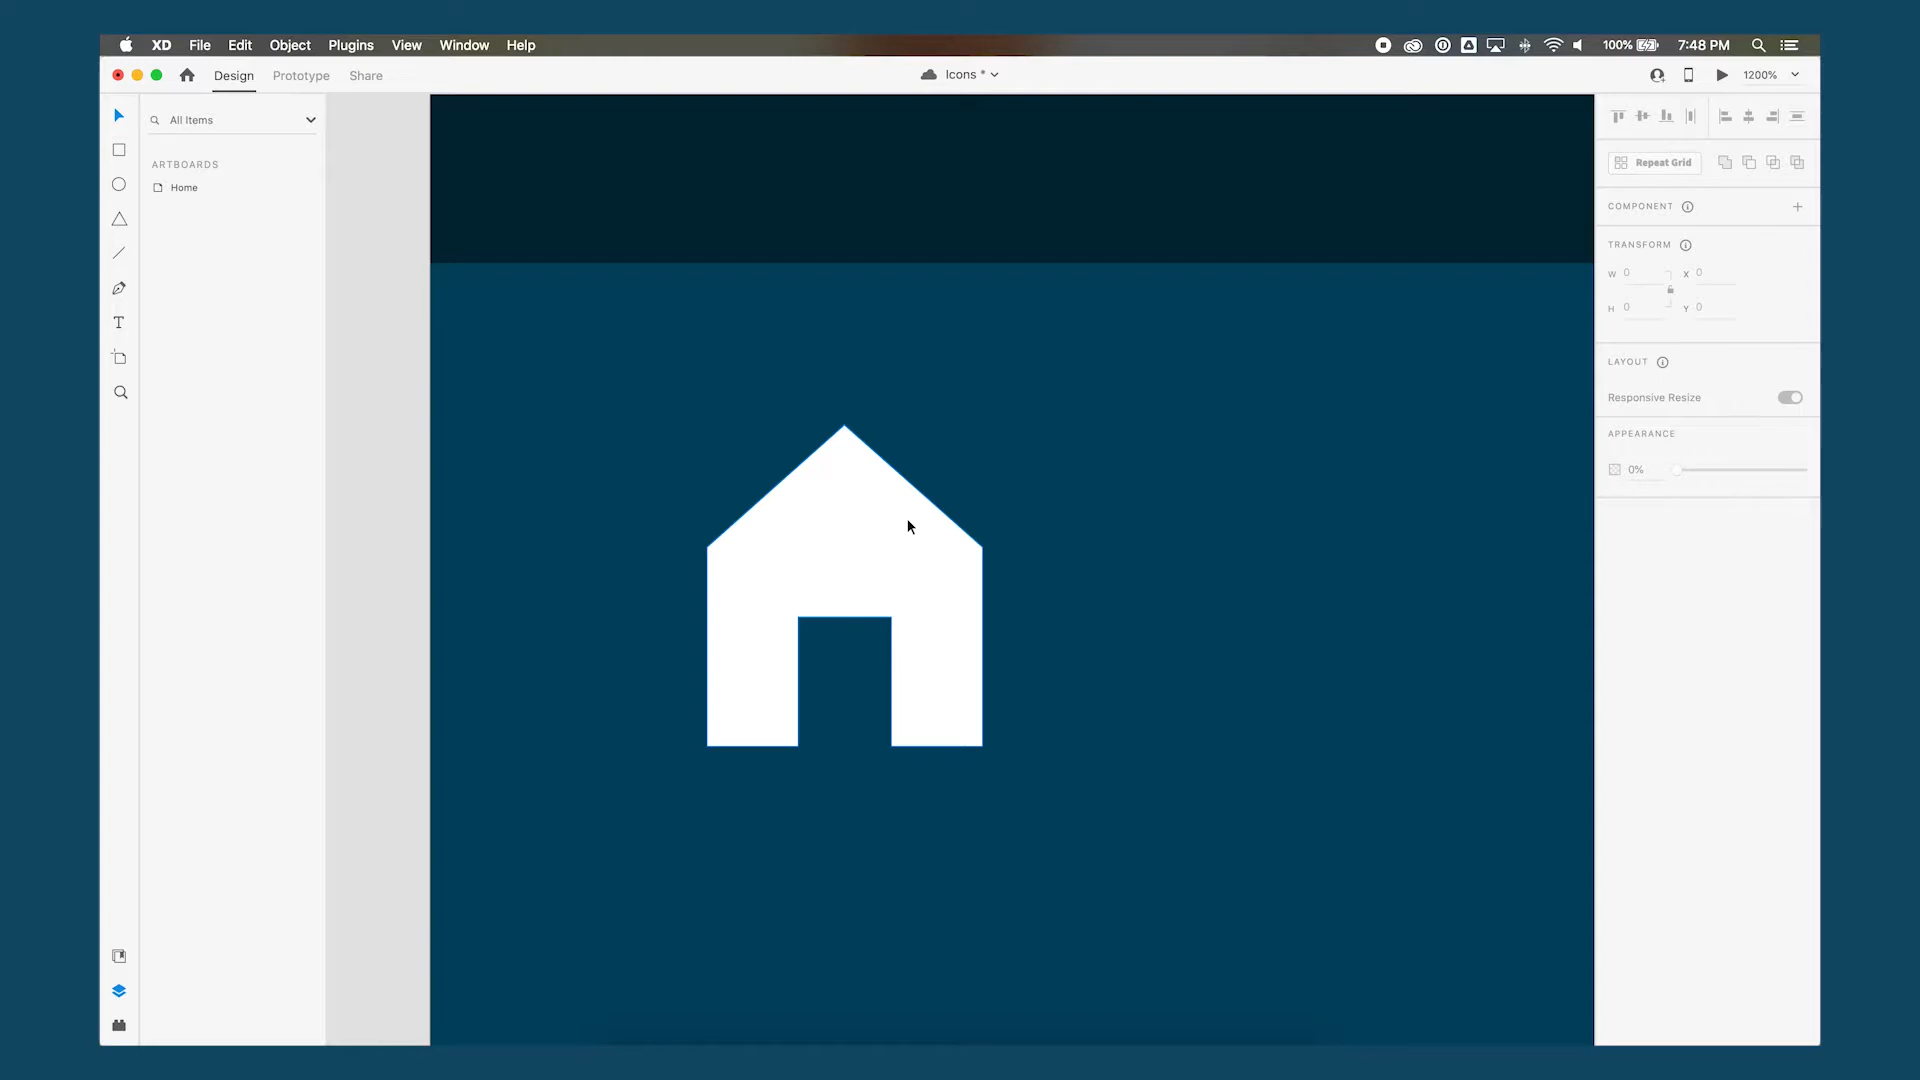 XD File Edit Object Plugins View Window Help 100% 7:48 PM
Design Prototype Share Icons * 1200%
All Items
ARTBOARDS
Home
Repeat Grid
COMPONENT
TRANSFORM
W 0 X 0
H 0 Y 0
LAYOUT
Responsive Resize
APPEARANCE
0%